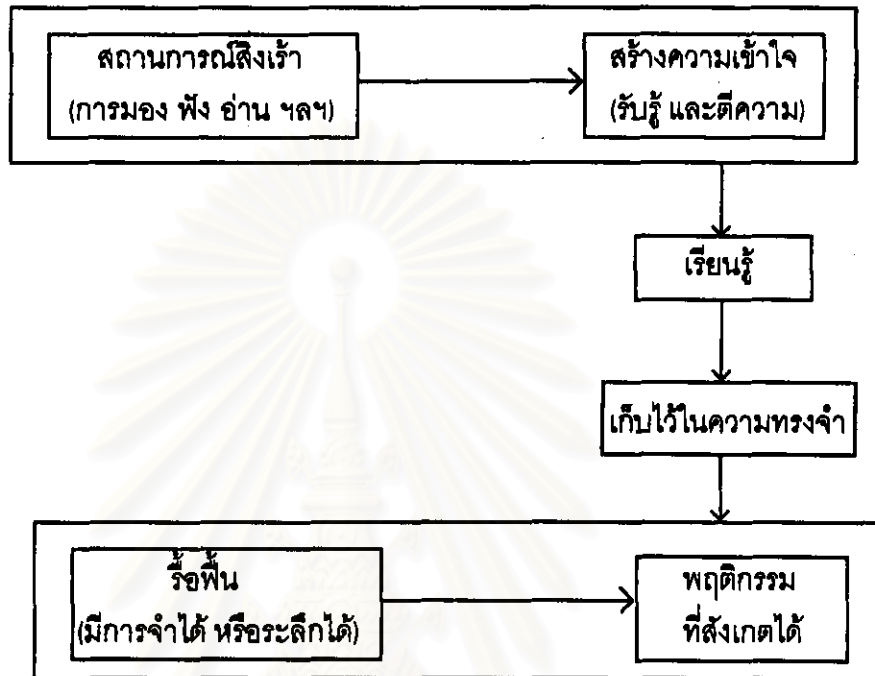 สถานการณ์สิ่งเร้า
(การมอง ฟัง อ่าน ฯลฯ)
สร้างความเข้าใจ
(รับรู้ และตีความ)
เรียนรู้
เก็บไว้ในความทรงจำ
รื้อฟื้น
(มีการจำได้ หรือระลึกได้)
พฤติกรรม
ที่สังเกตได้